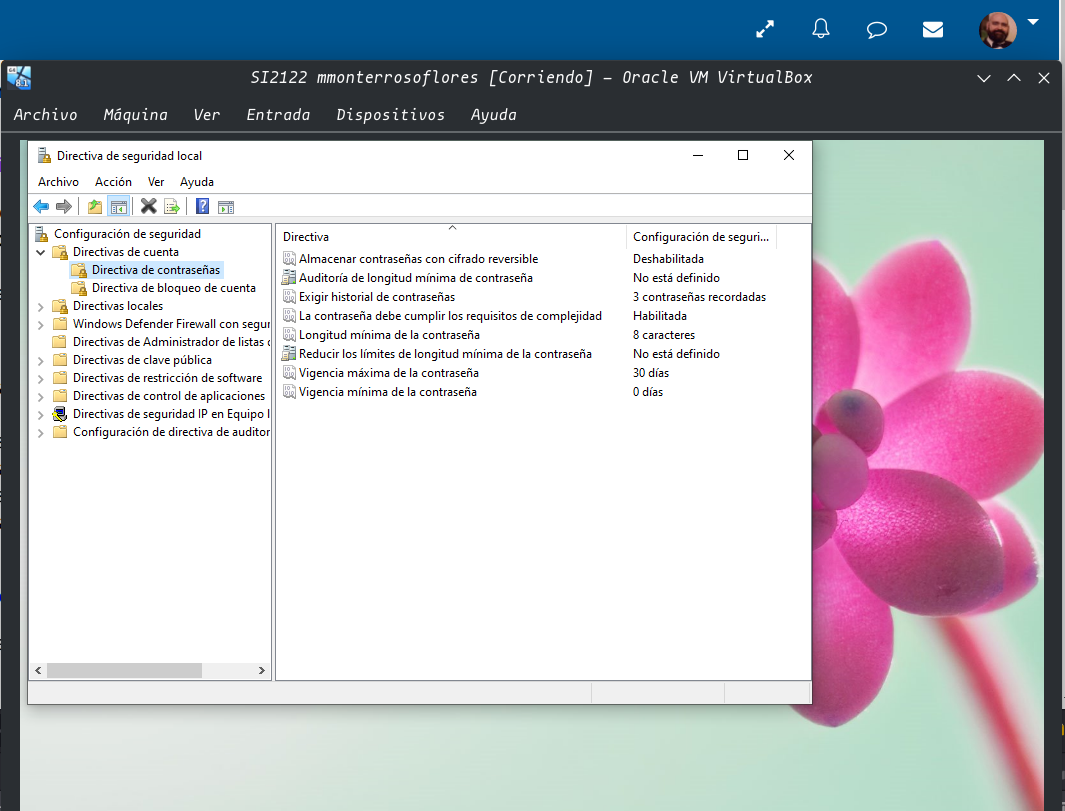 SI2122 mmonterrosoflores [Corriendo] – Oracle VM VirtualBox
Archivo Máquina Ver Entrada Dispositivos Ayuda
Directiva de seguridad local
Archivo Acción Ver Ayuda
Configuración de seguridad
Directivas de cuenta
Directiva de contraseñas
Directiva de bloqueo de cuenta
Directivas locales
Windows Defender Firewall con segur
Directivas de Administrador de listas d
Directivas de clave pública
Directivas de restricción de software
Directivas de control de aplicaciones
Directivas de seguridad IP en Equipo l
Configuración de directiva de auditor
Directiva Configuración de seguri...
Almacenar contraseñas con cifrado reversible Deshabilitada
Auditoría de longitud mínima de contraseña No está definido
Exigir historial de contraseñas 3 contraseñas recordadas
La contraseña debe cumplir los requisitos de complejidad Habilitada
Longitud mínima de la contraseña 8 caracteres
Reducir los límites de longitud mínima de la contraseña No está definido
Vigencia máxima de la contraseña 30 días
Vigencia mínima de la contraseña 0 días